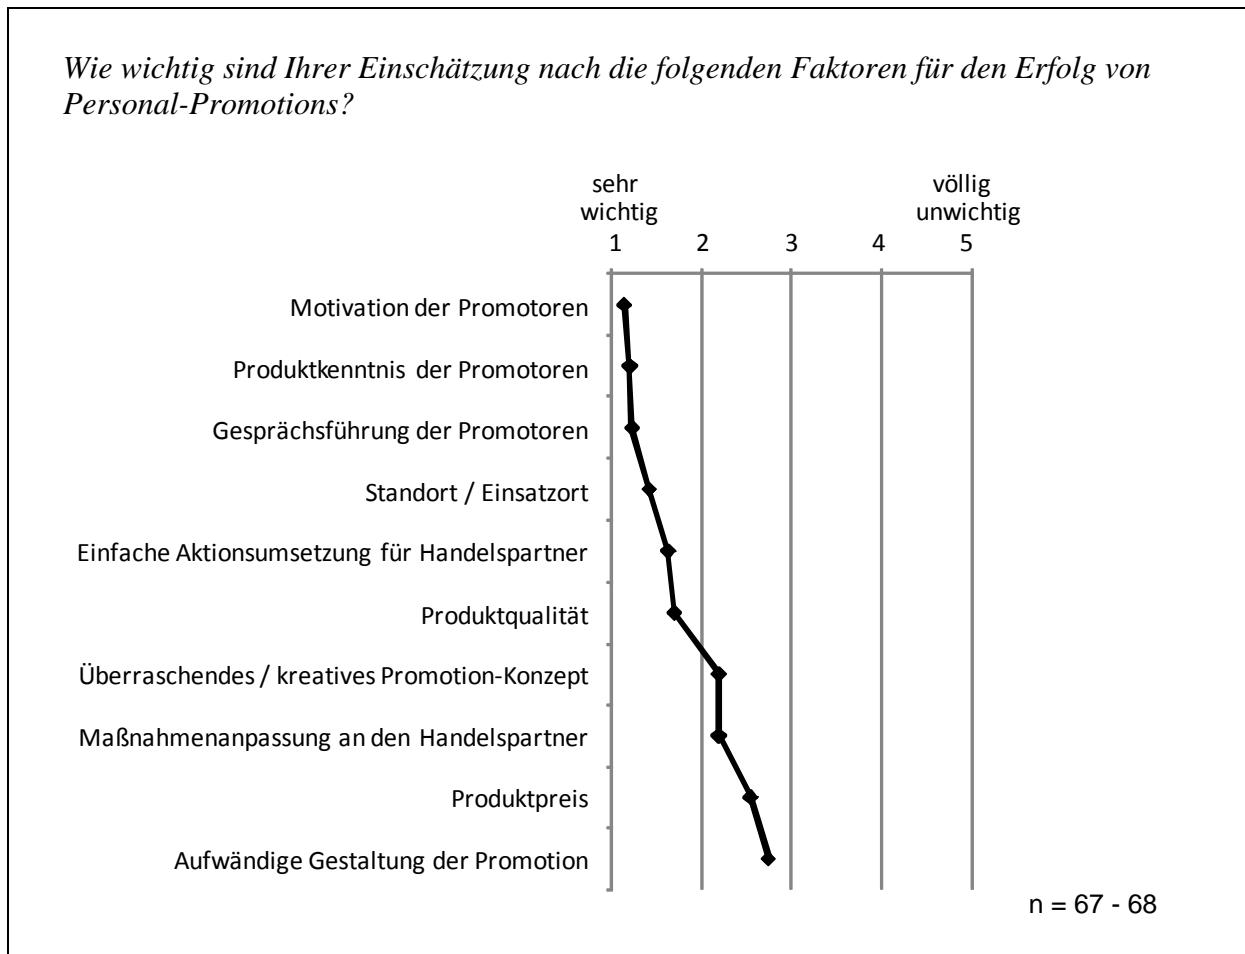 Wie wichtig sind Ihrer Einschätzung nach die folgenden Faktoren für den Erfolg von
Personal-Promotions?
sehr
wichtig
völlig
unwichtig
1 2 3 4 5
Motivation der Promotoren
Produktkenntnis der Promotoren
Gesprächsführung der Promotoren
Standort / Einsatzort
Einfache Aktionsumsetzung für Handelspartner
Produktqualität
Überraschendes / kreatives Promotion-Konzept
Maßnahmenanpassung an den Handelspartner
Produktpreis
Aufwändige Gestaltung der Promotion
n = 67 - 68